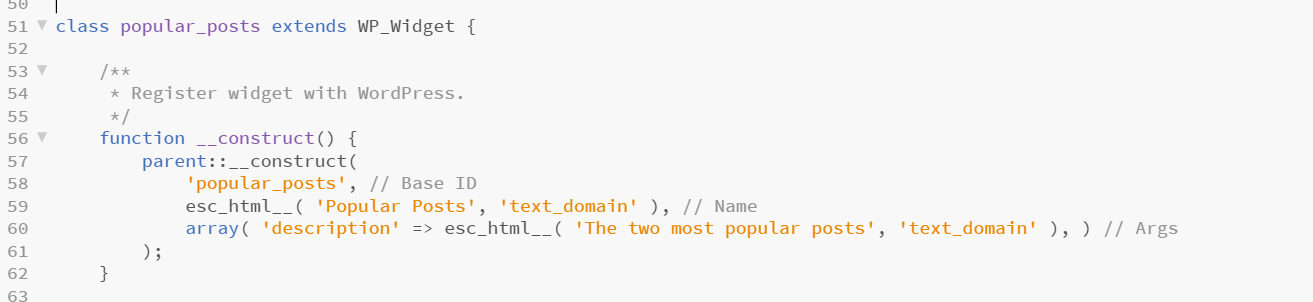 50
51 class popular_posts extends WP_Widget {
52
53 /**
54 * Register widget with WordPress.
55 */
56 function __construct() {
57 parent::__construct(
58 'popular_posts', // Base ID
59 esc_html__( 'Popular Posts', 'text_domain' ), // Name
60 array( 'description' => esc_html__( 'The two most popular posts', 'text_domain' ), ) // Args
61 );
62 }
63